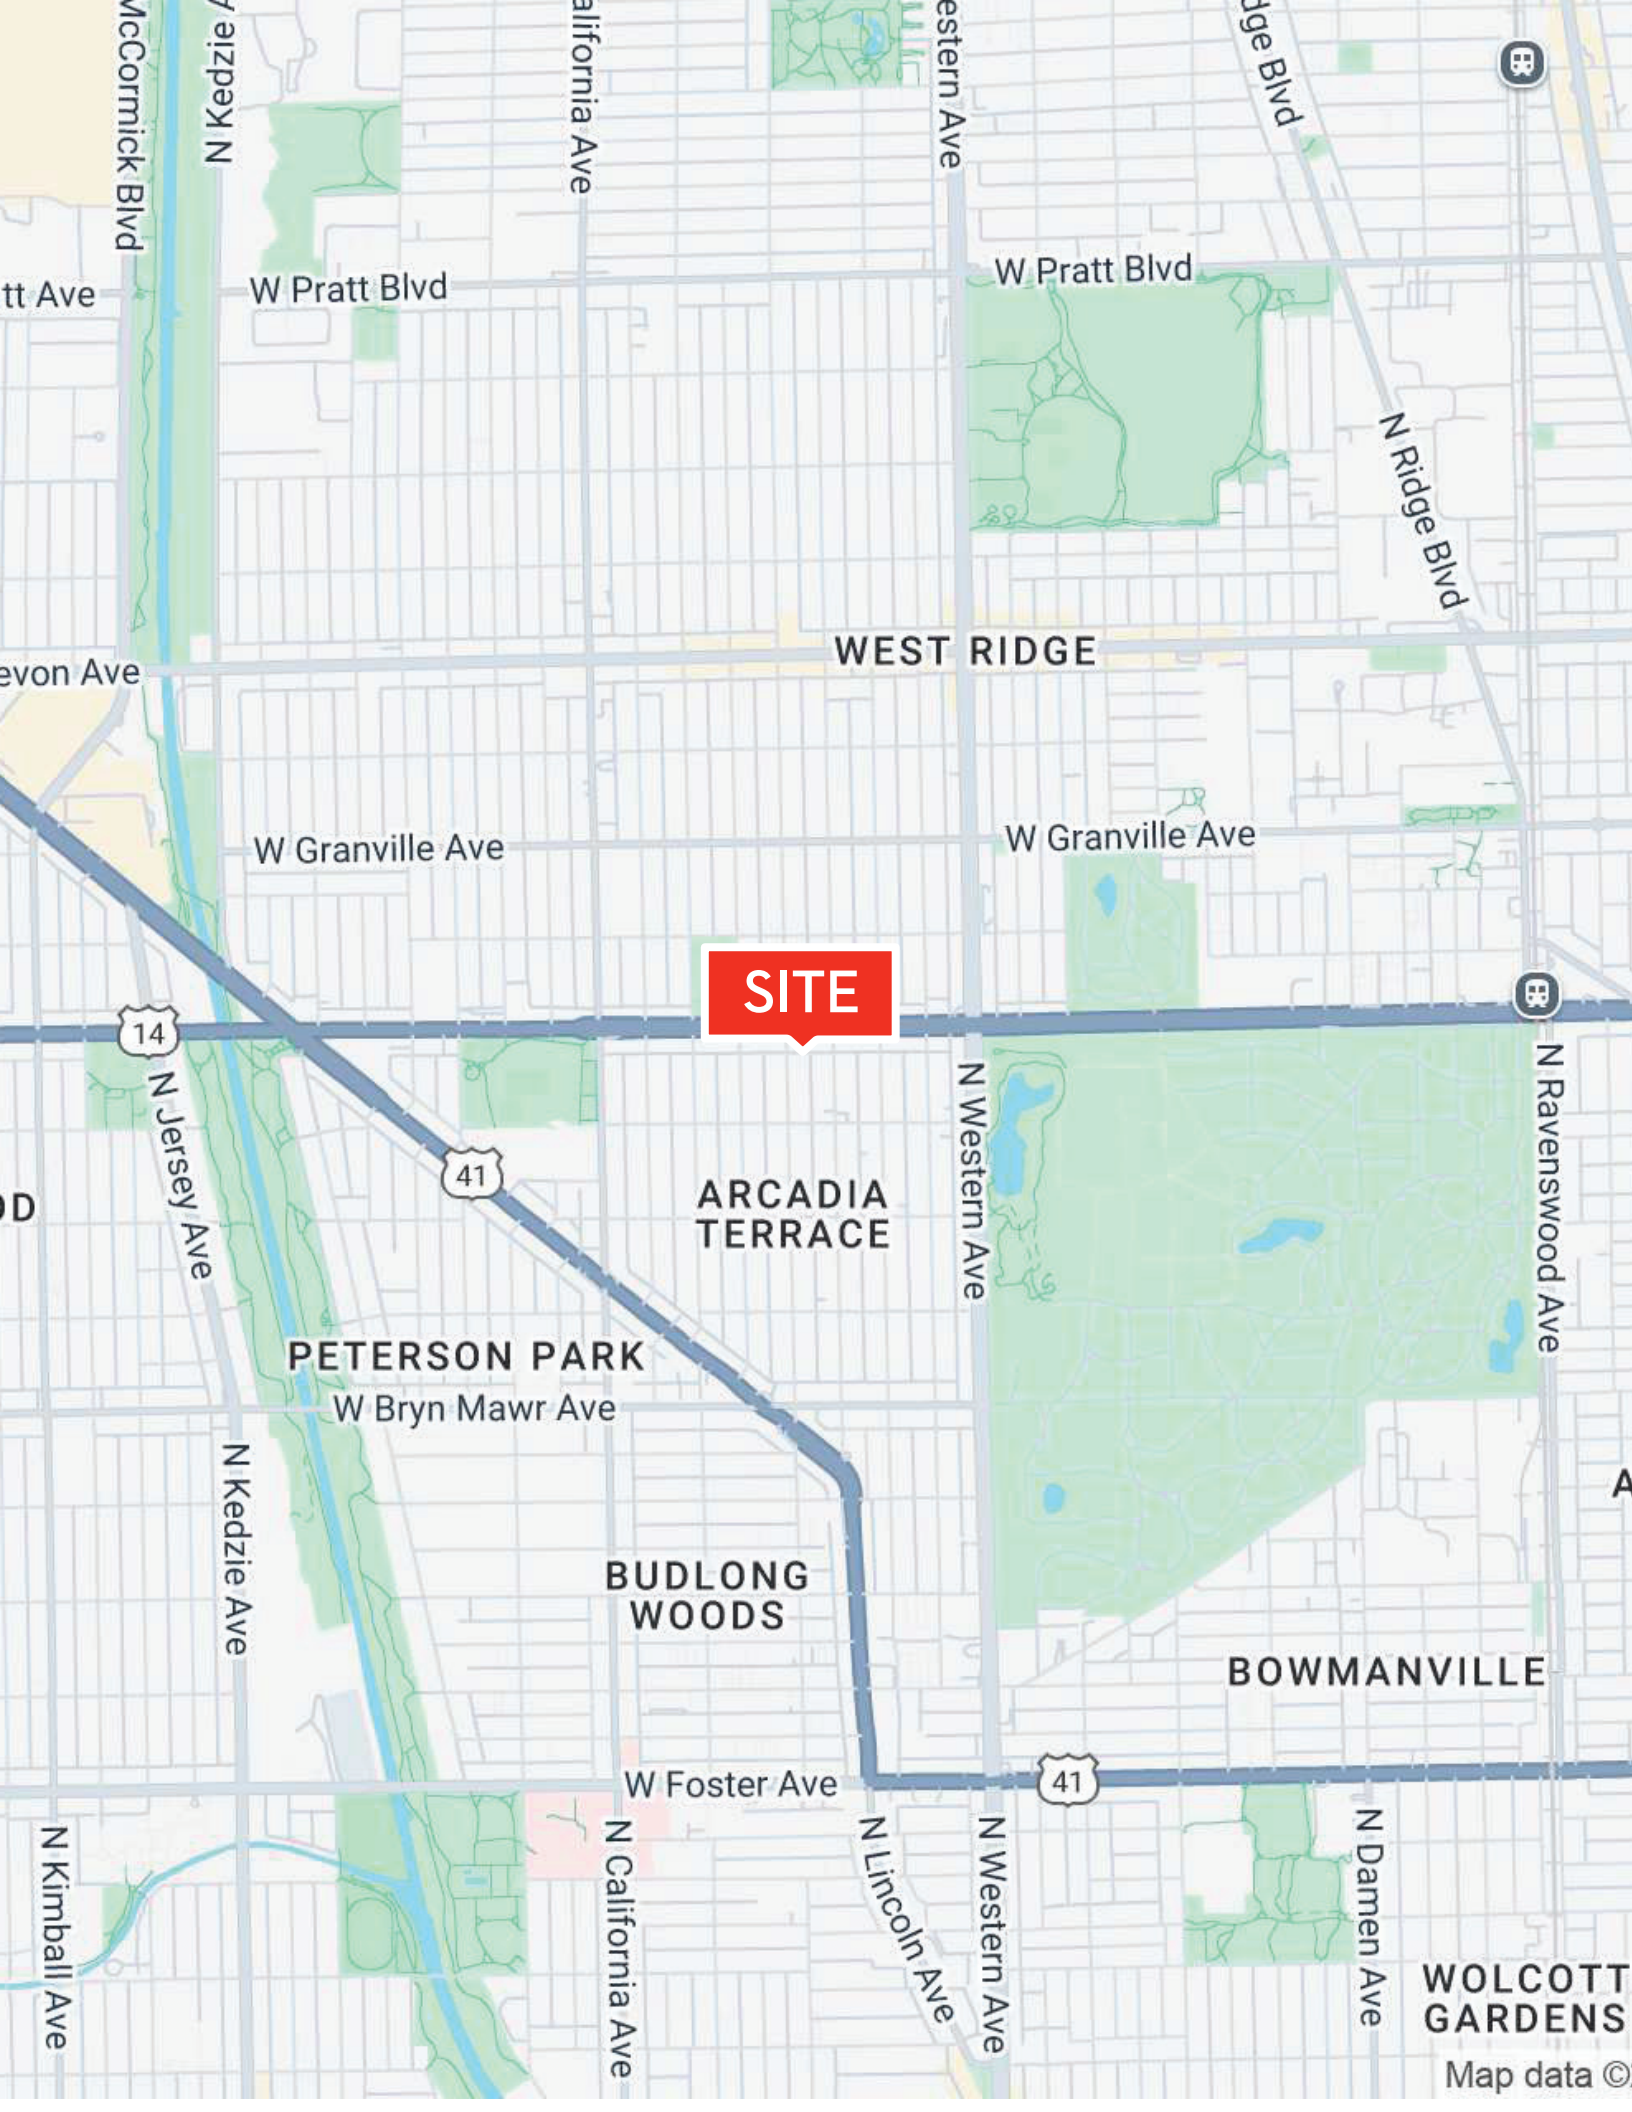 McCormick Blvd
N Kedzie
alifornia Ave
estern Ave
dge Blvd
tt Ave
W Pratt Blvd
W Pratt Blvd
N Ridge Blvd
WEST RIDGE
evon Ave
W Granville Ave
W Granville Ave
SITE
14
N Jersey Ave
41
N Western Ave
N Ravenswood Ave
ARCADIA
TERRACE
OD
PETERSON PARK
W Bryn Mawr Ave
N Kedzie Ave
A
BUDLONG
WOODS
BOWMANVILLE
W Foster Ave
41
N Kimball Ave
N California Ave
N Lincoln Ave
N Western Ave
N Damen Ave
WOLCOTT
GARDENS
Map data ©